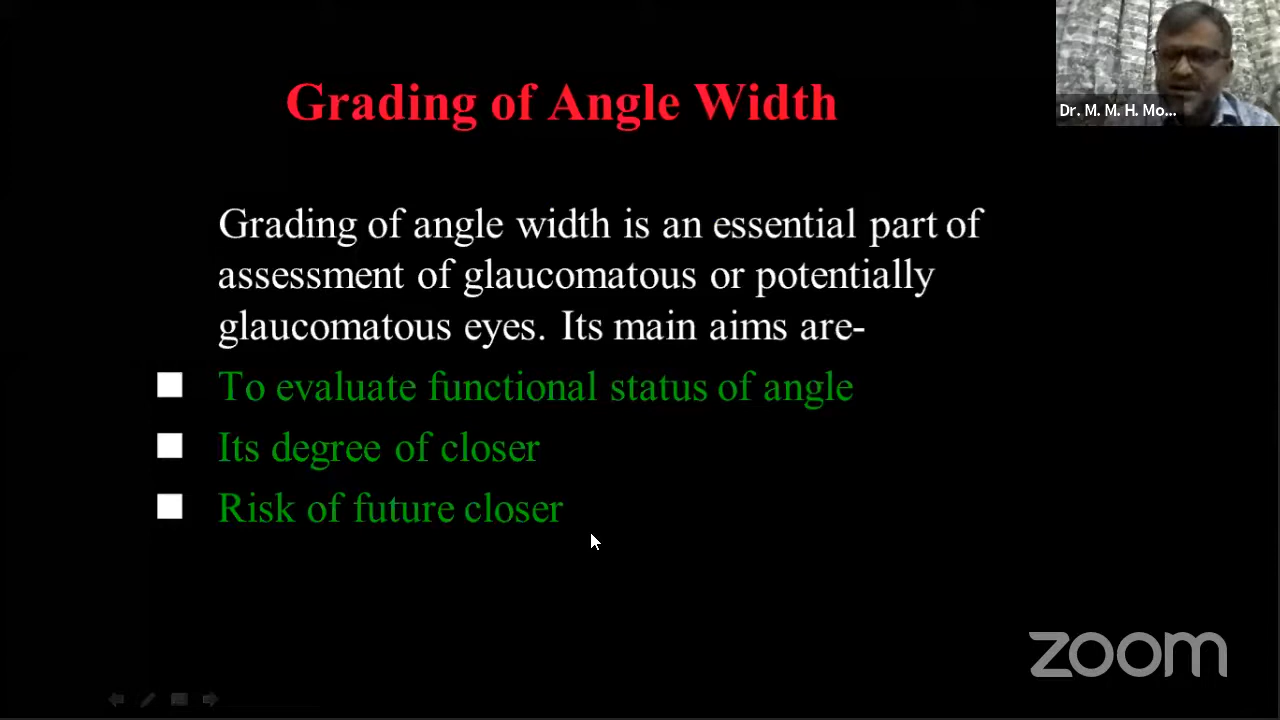 Grading of Angle Width
Dr. M. M. H. Mo...
Grading of angle width is an essential part of
assessment of glaucomatous or potentially
glaucomatous eyes. Its main aims are-
To evaluate functional status of angle
Its degree of closer
Risk of future closer
zoom